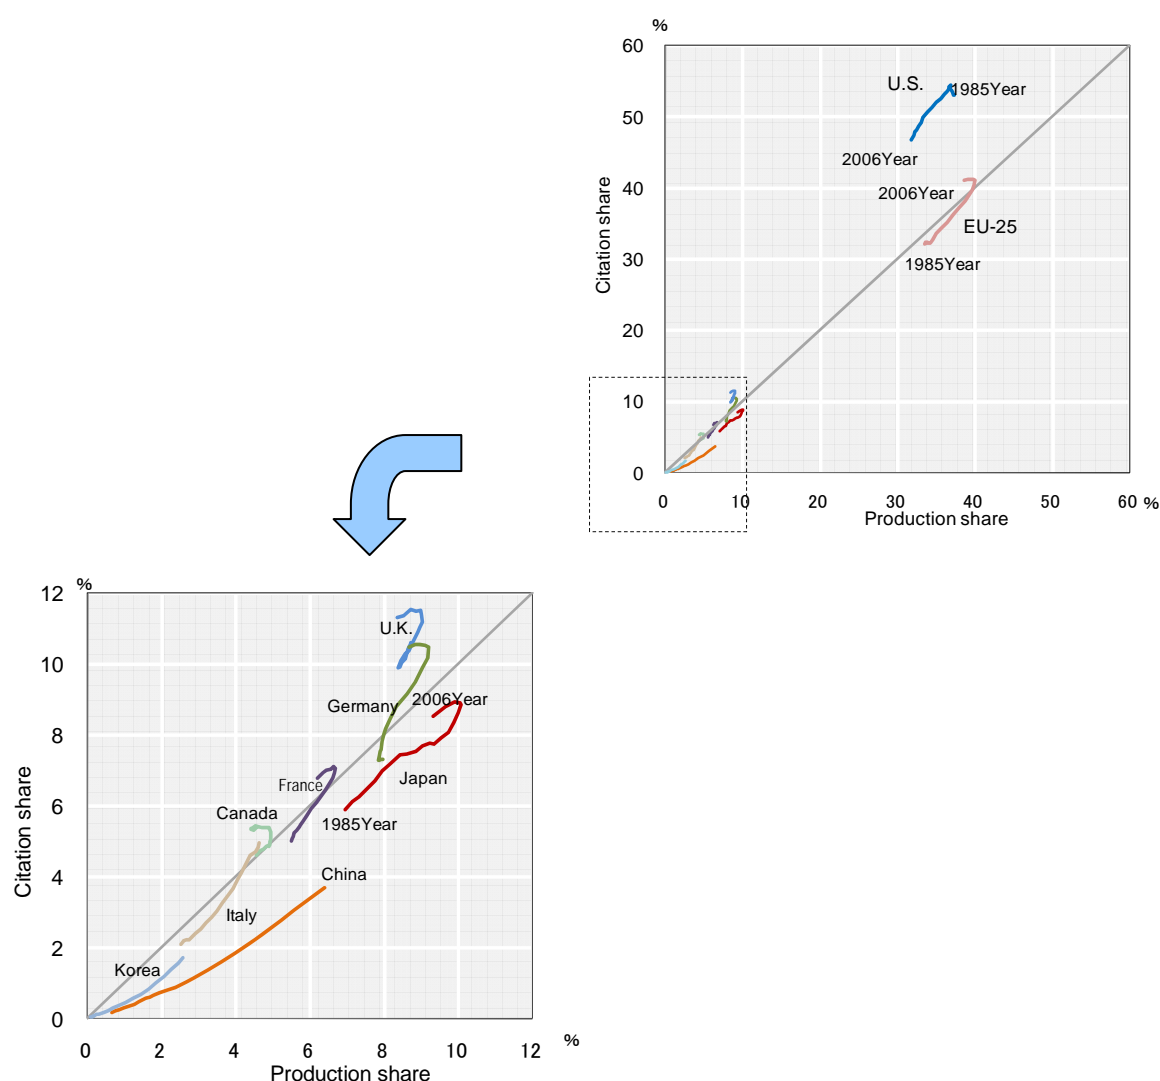 %
60
U.S.
1985Year
50
2006Year
40
2006Year
EU-25
30
1985Year
20
10
0
Citation share
0 10 20 30 40 50 60 %
Production share
%
12
U.K.
10
2006Year
Germany
8
Japan
France
6
Canada
1985Year
4
China
Italy
2
Korea
0
Citation share
0 2 4 6 8 10 12 %
Production share